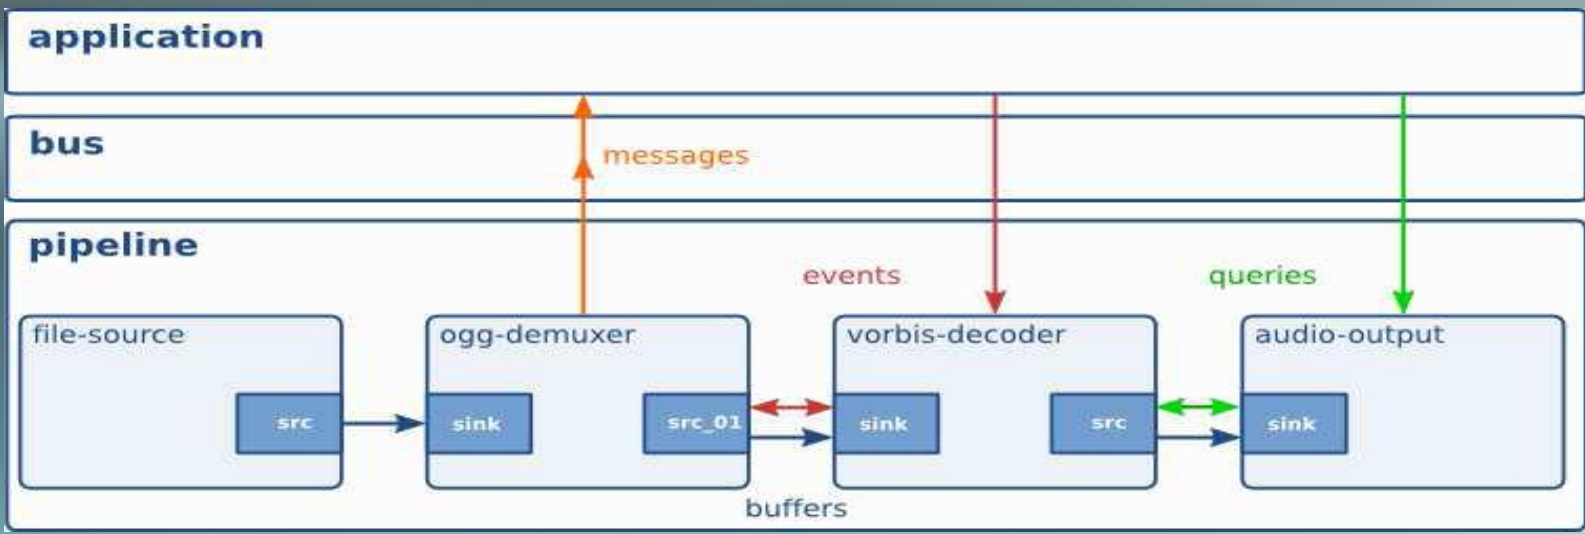 application
bus
messages
pipeline
events
queries
file-source
ogg-demuxer
vorbis-decoder
audio-output
src
sink
src_01
sink
src
sink
buffers